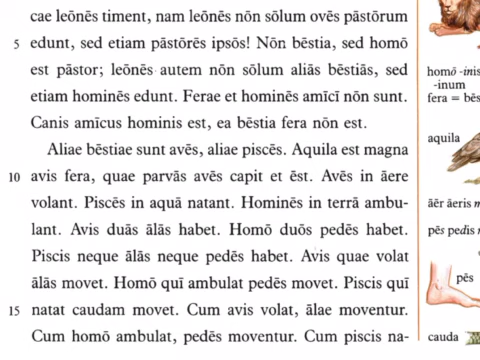 cae leōnēs timent, nam leōnēs nōn sōlum ovēs pāstōrum
5 edunt, sed etiam pāstōrēs ipsōs! Nōn bēstia, sed homō
est pāstor; leōnēs autem nōn sōlum aliās bēstiās, sed
etiam hominēs edunt. Ferae et hominēs amīcī nōn sunt.
Canis amīcus hominis est, ea bēstia fera nōn est.
Aliae bēstiae sunt avēs, aliae piscēs. Aquila est magna
10 avis fera, quae parvās avēs capit et ēst. Avēs in āere
volant. Piscēs in aquā natant. Hominēs in terrā ambu-
lant. Avis duās ālās habet. Homō duōs pedēs habet.
Piscis neque ālās neque pedēs habet. Avis quae volat
ālās movet. Homō quī ambulat pedēs movet. Piscis quī
15 natat caudam movet. Cum avis volat, ālae moventur.
Cum homō ambulat, pedēs moventur. Cum piscis na-
homō -inis
-inum
fera = bēs
aquila
āēr āeris m
pēs pedis m
pēs
cauda